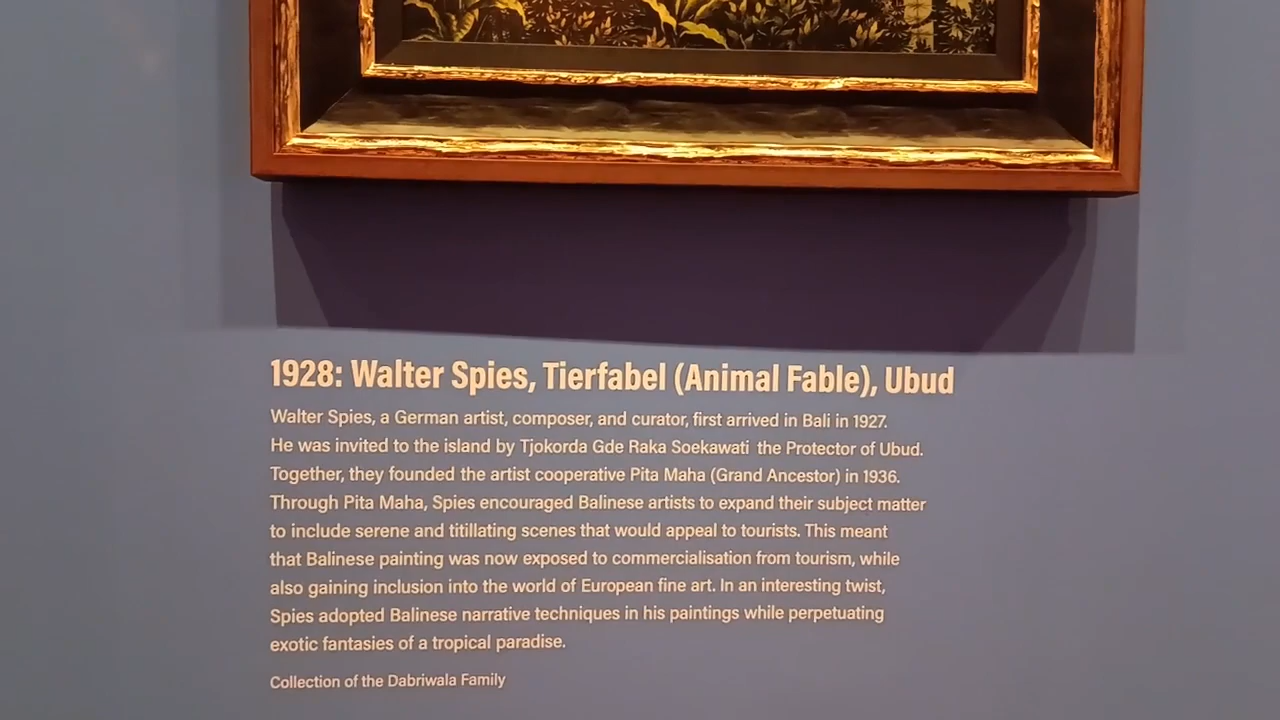 1928: Walter Spies, Tierfabel (Animal Fable), Ubud
Walter Spies, a German artist, composer, and curator, first arrived in Bali in 1927.
He was invited to the island by Tjokorda Gde Raka Soekawati the Protector of Ubud.
Together, they founded the artist cooperative Pita Maha (Grand Ancestor) in 1936.
Through Pita Maha, Spies encouraged Balinese artists to expand their subject matter
to include serene and titillating scenes that would appeal to tourists. This meant
that Balinese painting was now exposed to commercialisation from tourism, while
also gaining inclusion into the world of European fine art. In an interesting twist,
Spies adopted Balinese narrative techniques in his paintings while perpetuating
exotic fantasies of a tropical paradise.
Collection of the Dabriwala Family